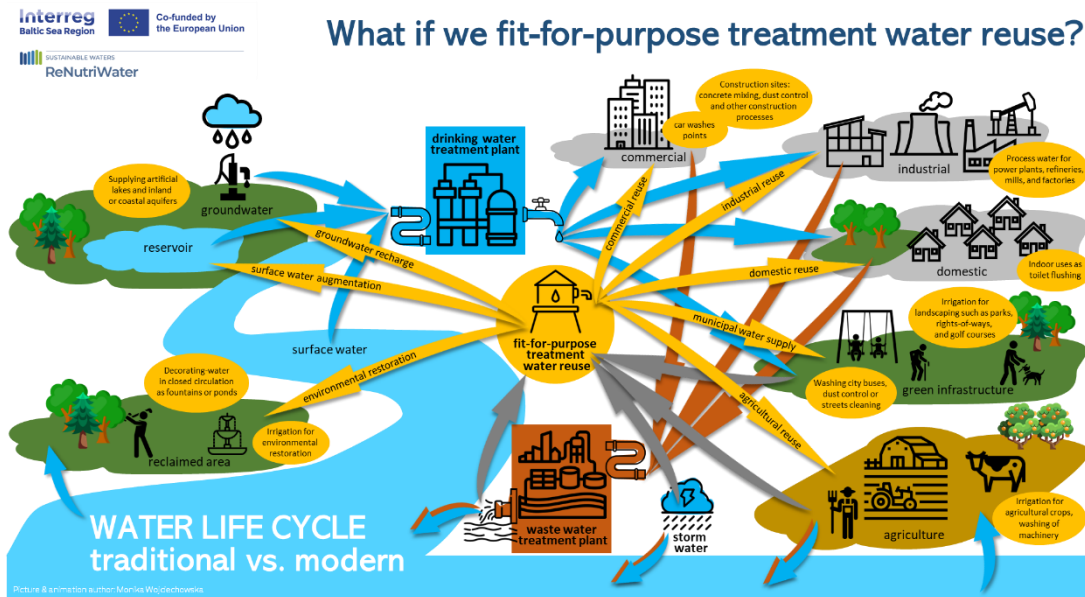 Interreg
Baltic Sea Region
Co-funded by
the European Union
SUSTAINABLE WATERS
ReNutriWater
What if we fit-for-purpose treatment water reuse?
Supplying artificial
lakes and inland
or coastal aquifers
groundwater
reservoir
drinking water
treatment plant
commercial
car washes
points
Construction sites:
concrete mixing, dust control
and other construction
processes
industrial
Process water for
power plants, refineries,
mills, and factories
domestic
Indoor uses as
toilet flushing
groundwater recharge
surface water augmentation
surface water
environmental restoration
fit-for-purpose
treatment
water reuse
commercial reuse
industrial reuse
domestic reuse
municipal water supply
agricultural reuse
Irrigation for
landscaping such as parks,
rights-of-ways,
and golf courses
Washing city buses,
dust control or
streets cleaning
green infrastructure
Decorating-water
in closed circulation
as fountains or ponds
Irrigation for
environmental
restoration
reclaimed area
waste water
treatment plant
storm
water
agriculture
Irrigation for
agricultural crops,
washing of
machinery
WATER LIFE CYCLE
traditional vs. modern
Picture & animation author: Monika Wojciechowska